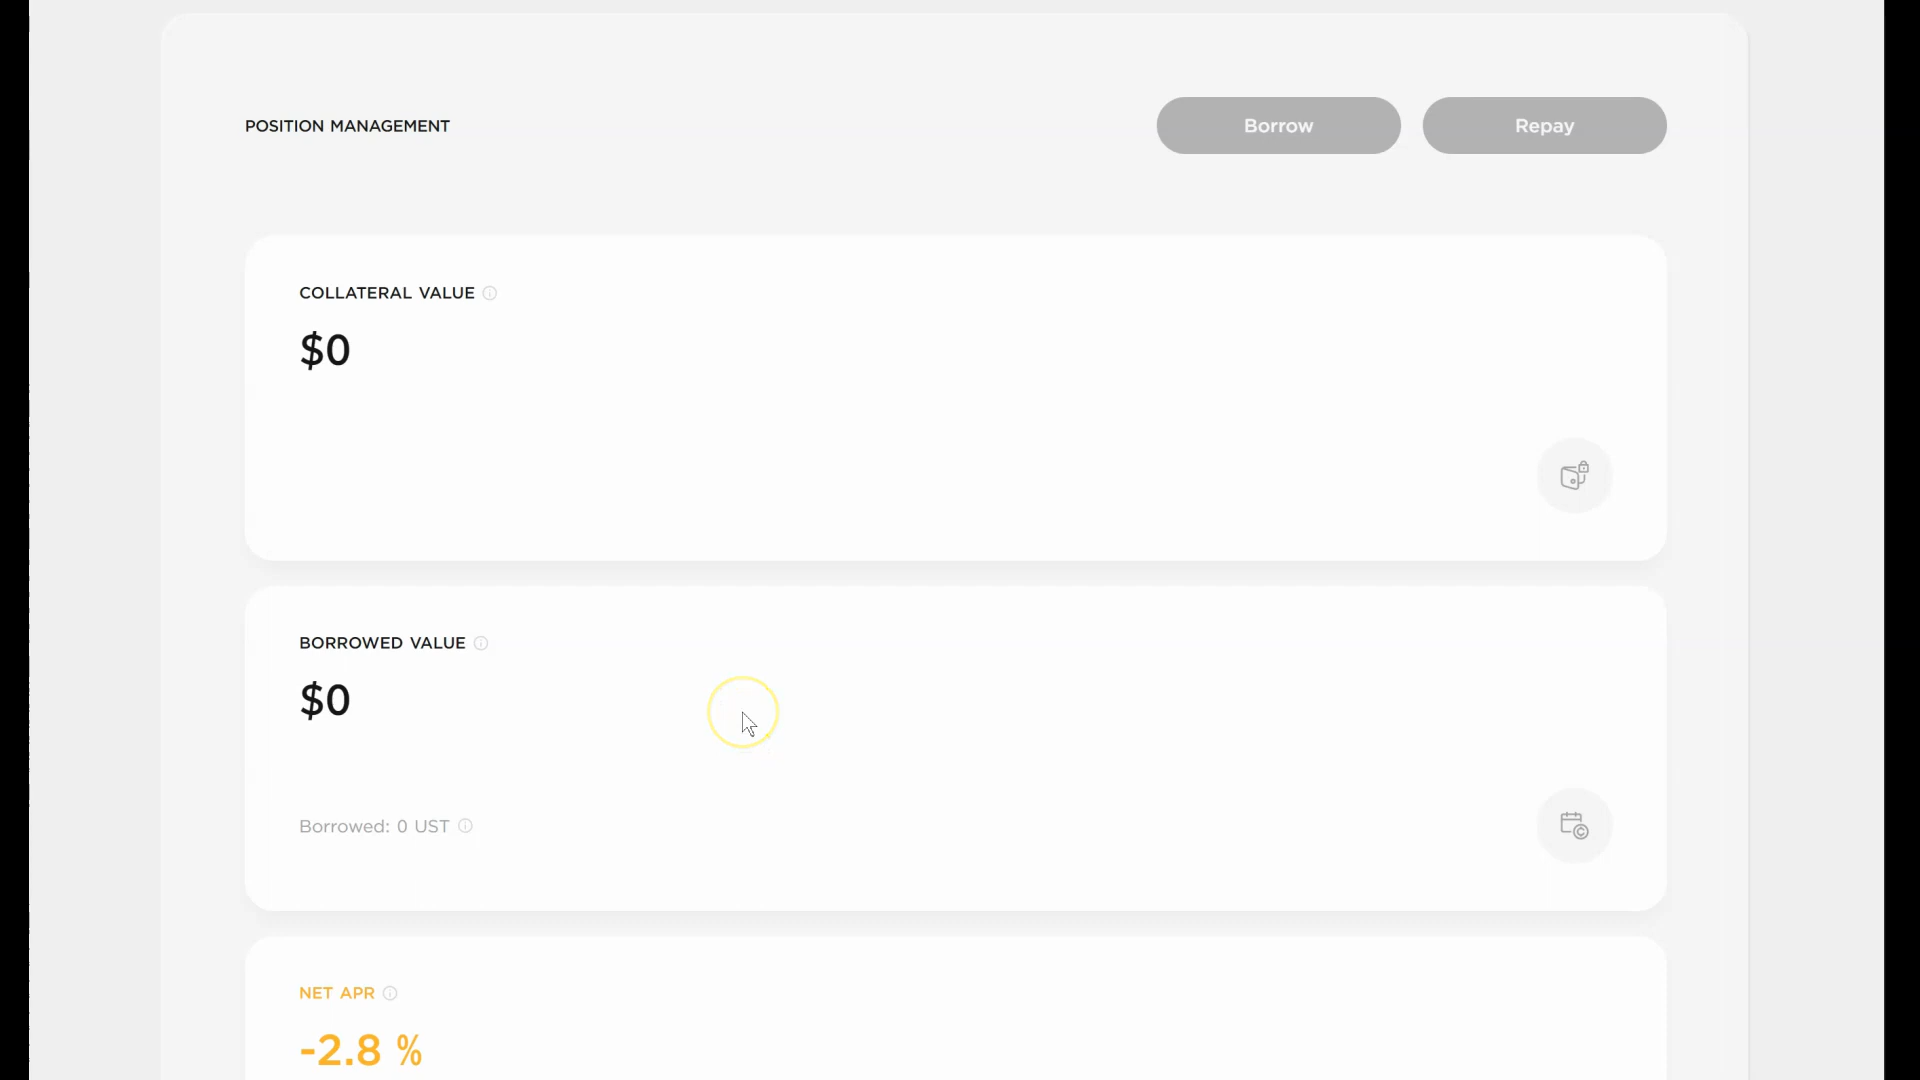 POSITION MANAGEMENT
Borrow
Repay
COLLATERAL VALUE
$0
BORROWED VALUE
$0
Borrowed: 0 UST
NET APR
-2.8 %